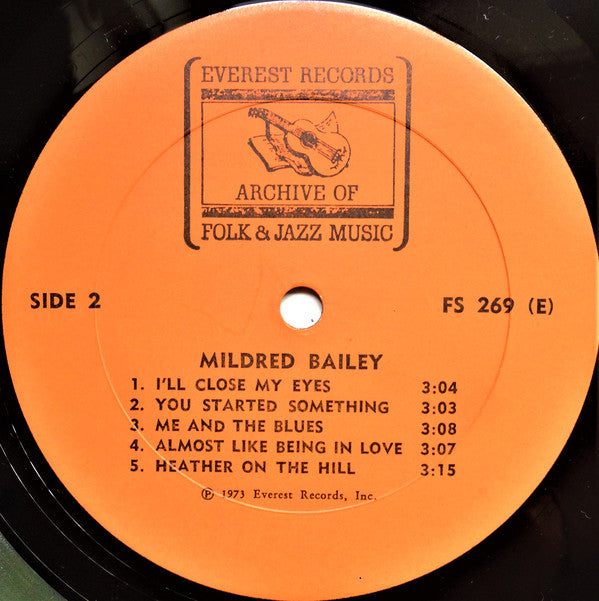 EVEREST RECORDS
ARCHIVE OF
FOLK & JAZZ MUSIC
SIDE 2
FS 269 (E)
MILDRED BAILEY
1. I'LL CLOSE MY EYES 3:04
2. YOU STARTED SOMETHING 3:03
3. ME AND THE BLUES 3:08
4. ALMOST LIKE BEING IN LOVE 3:07
5. HEATHER ON THE HILL 3:15
℗ 1973 Everest Records, Inc.